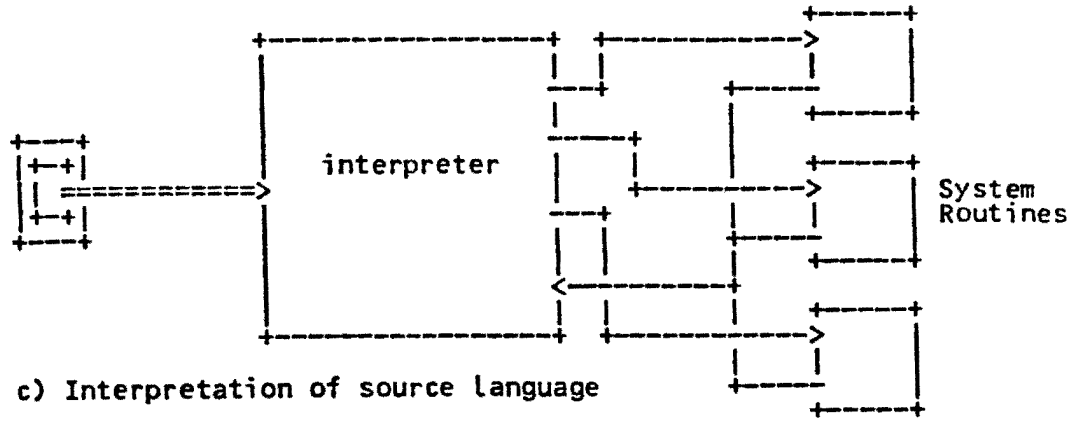 interpreter
System
Routines
c) Interpretation of source language